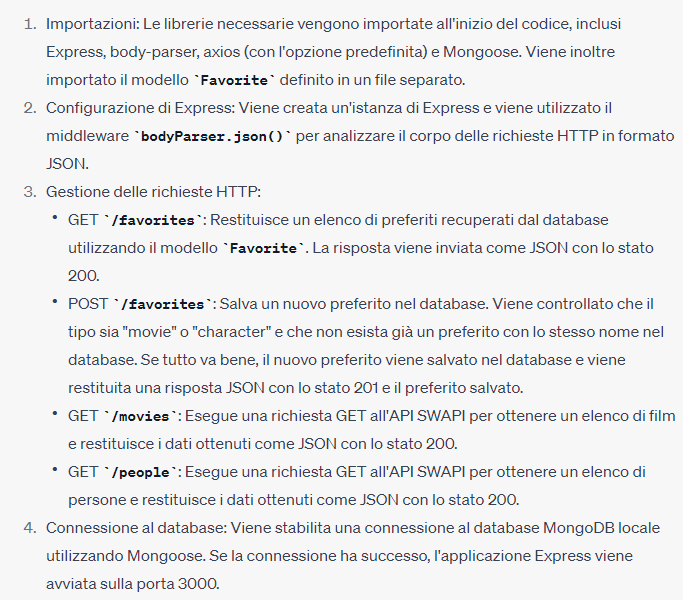 1. Importazioni: Le librerie necessarie vengono importate all'inizio del codice, inclusi
Express, body-parser, axios (con l'opzione predefinita) e Mongoose. Viene inoltre
importato il modello `Favorite` definito in un file separato.
2. Configurazione di Express: Viene creata un'istanza di Express e viene utilizzato il
middleware `bodyParser.json()` per analizzare il corpo delle richieste HTTP in formato
JSON.
3. Gestione delle richieste HTTP:
• GET `/favorites`: Restituisce un elenco di preferiti recuperati dal database
utilizzando il modello `Favorite`. La risposta viene inviata come JSON con lo stato
200.
• POST `/favorites`: Salva un nuovo preferito nel database. Viene controllato che il
tipo sia "movie" o "character" e che non esista già un preferito con lo stesso nome nel
database. Se tutto va bene, il nuovo preferito viene salvato nel database e viene
restituita una risposta JSON con lo stato 201 e il preferito salvato.
• GET `/movies`: Esegue una richiesta GET all'API SWAPI per ottenere un elenco di film
e restituisce i dati ottenuti come JSON con lo stato 200.
• GET `/people`: Esegue una richiesta GET all'API SWAPI per ottenere un elenco di
persone e restituisce i dati ottenuti come JSON con lo stato 200.
4. Connessione al database: Viene stabilita una connessione al database MongoDB locale
utilizzando Mongoose. Se la connessione ha successo, l'applicazione Express viene
avviata sulla porta 3000.